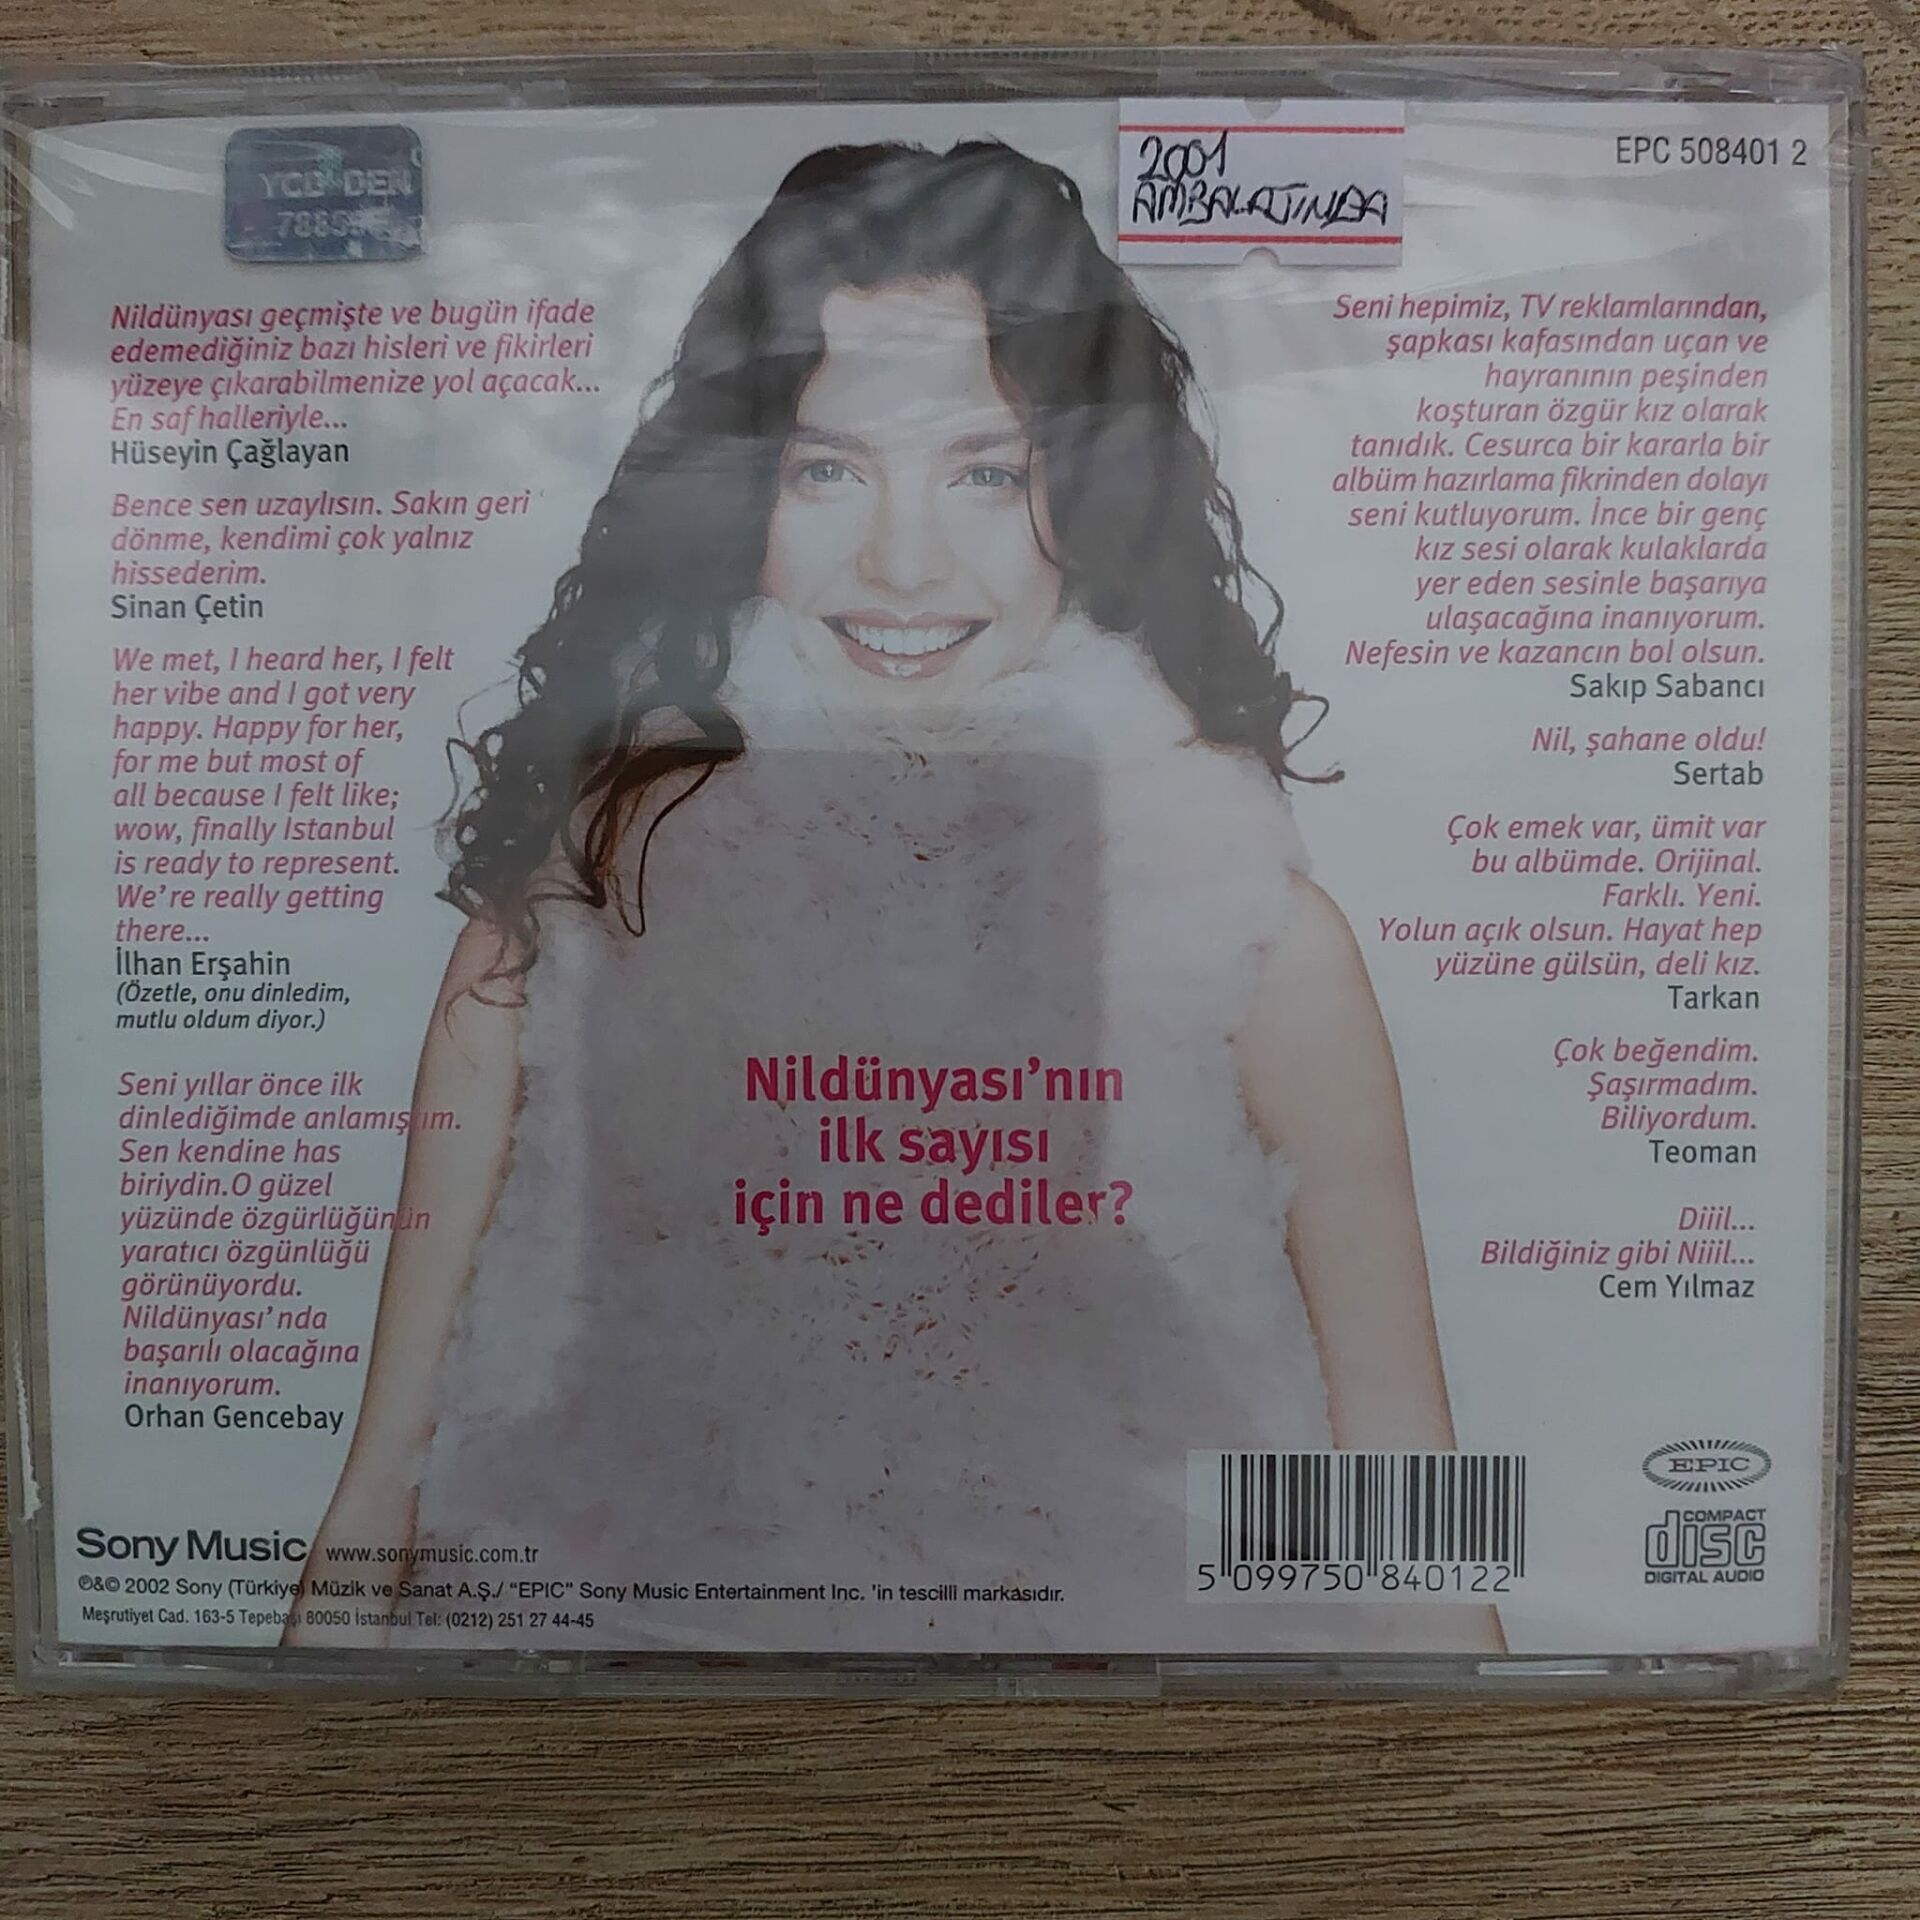 YCD DEN
2001
AMBALAJINDA
EPC 508401 2
Nildünyası geçmişte ve bugün ifade
edemediğiniz bazı hisleri ve fikirleri
yüzeye çıkarabilmenize yol açacak...
En saf halleriyle...
Hüseyin Çağlayan
Bence sen uzaylısın. Sakın geri
dönme, kendimi çok yalnız
hissederim.
Sinan Çetin
We met, I heard her, I felt
her vibe and I got very
happy. Happy for her,
for me but most of
all because I felt like;
wow, finally İstanbul
is ready to represent.
We're really getting
there...
İlhan Erşahin
(Özetle, onu dinledim,
mutlu oldum diyor.)
Seni yıllar önce ilk
dinlediğimde anlamıştım.
Sen kendine has
biriydin.O güzel
yüzünde özgürlüğünün
yaratıcı özgünlüğü
görünüyordu.
Nildünyası'nda
başarılı olacağına
inanıyorum.
Orhan Gencebay
Nildünyası'nın
ilk sayısı
için ne dediler?
Seni hepimiz, TV reklamlarından,
şapkası kafasından uçan ve
hayranının peşinden
koşturan özgür kız olarak
tanıdık. Cesurca bir kararla bir
albüm hazırlama fikrinden dolayı
seni kutluyorum. İnce bir genç
kız sesi olarak kulaklarda
yer eden sesinle başarıya
ulaşacağına inanıyorum.
Nefesin ve kazancın bol olsun.
Sakıp Sabancı
Nil, şahane oldu!
Sertab
Çok emek var, ümit var
bu albümde. Orijinal.
Farklı. Yeni.
Yolun açık olsun. Hayat hep
yüzüne gülsün, deli kız.
Tarkan
Çok beğendim.
Şaşırmadım.
Biliyordum.
Teoman
Diiil...
Bildiğiniz gibi Niiil...
Cem Yılmaz
Sony Music www.sonymusic.com.tr
℗&© 2002 Sony (Türkiye) Müzik ve Sanat A.Ş./ "EPIC" Sony Music Entertainment Inc. 'in tescilli markasıdır.
Meşrutiyet Cad. 163-5 Tepebaşı 80050 İstanbul Tel: (0212) 251 27 44-45
5 099750 840122
EPIC
COMPACT
disc
DIGITAL AUDIO